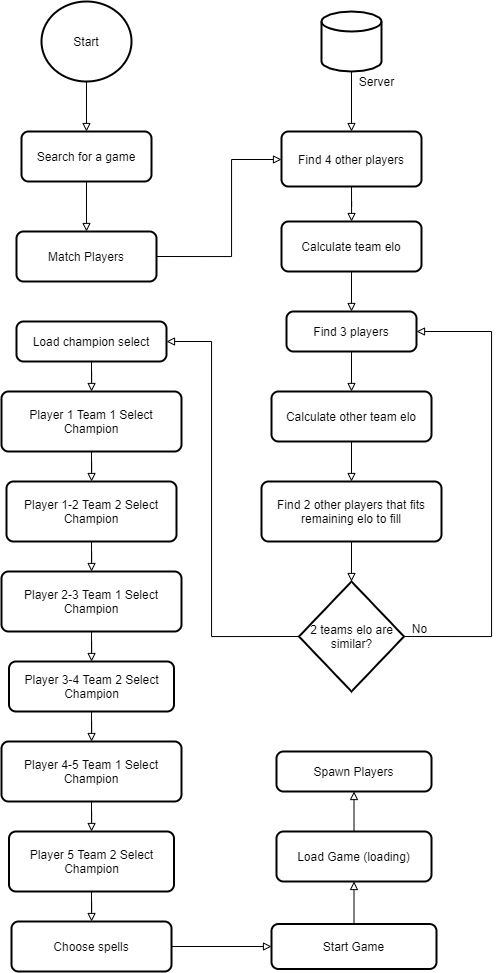 Start
Server
Search for a game
Find 4 other players
Match Players
Calculate team elo
Find 3 players
Load champion select
Calculate other team elo
Player 1 Team 1 Select
Champion
Find 2 other players that fits
remaining elo to fill
Player 1-2 Team 2 Select
Champion
2 teams elo are
similar?
No
Player 2-3 Team 1 Select
Champion
Player 3-4 Team 2 Select
Champion
Player 4-5 Team 1 Select
Champion
Player 5 Team 2 Select
Champion
Choose spells
Start Game
Load Game (loading)
Spawn Players